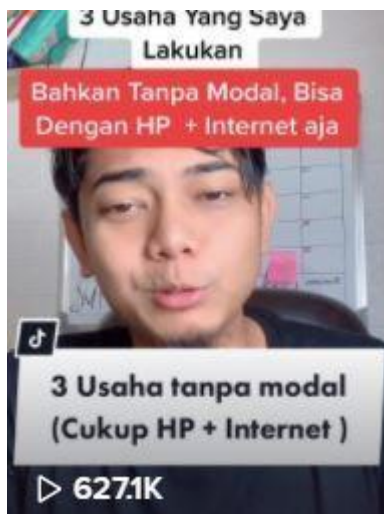 3 Usaha Yang Saya
Lakukan
Bahkan Tanpa Modal, Bisa
Dengan HP + Internet aja
3 Usaha tanpa modal
(Cukup HP + Internet )
627.1K